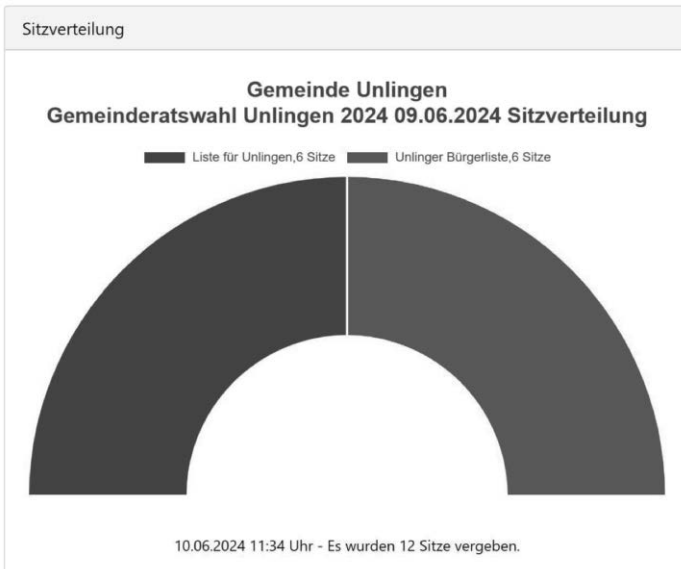 Sitzverteilung
Gemeinde Unlingen
Gemeinderatswahl Unlingen 2024 09.06.2024 Sitzverteilung
Liste für Unlingen,6 Sitze Unlinger Bürgerliste,6 Sitze
10.06.2024 11:34 Uhr - Es wurden 12 Sitze vergeben.